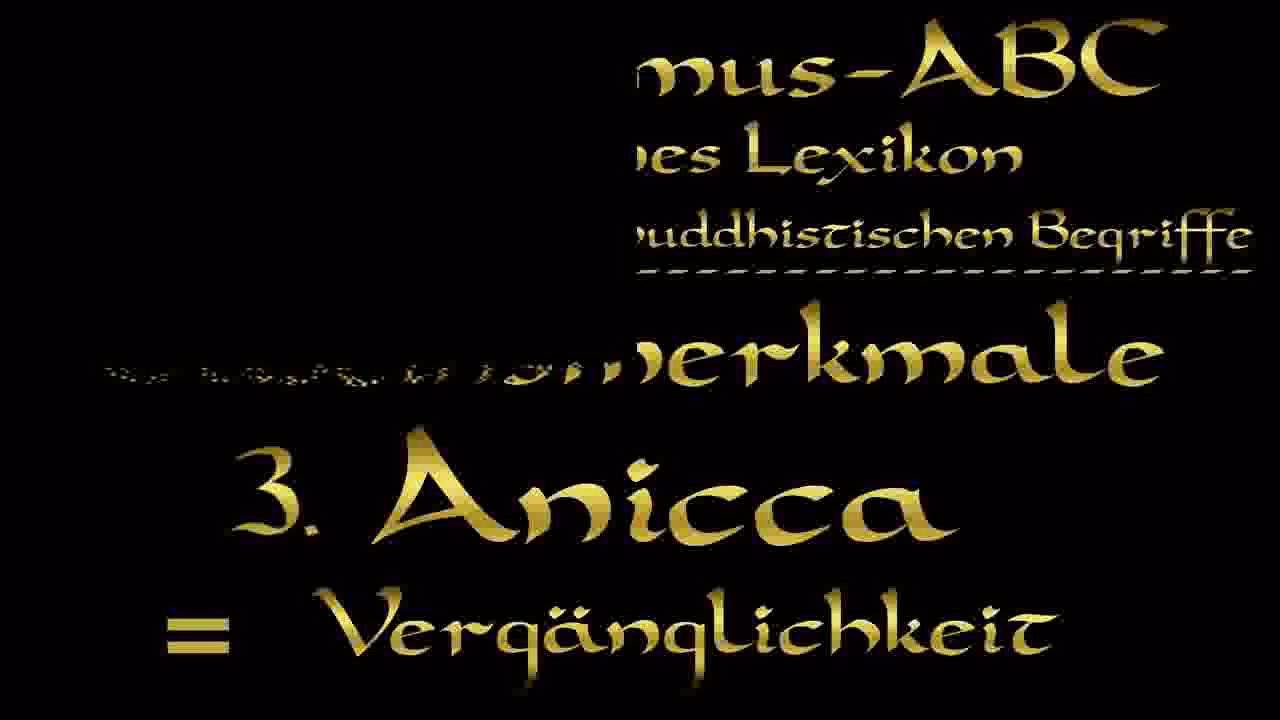 mus-ABC
es Lexikon
uddhistischen Begriffe
erkmale
3. Anicca
= Vergänglichkeit